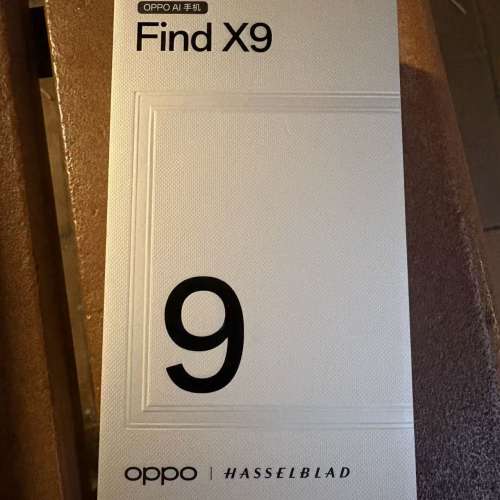 OPPO AI 手机
Find X9
9
oppo | HASSELBLAD